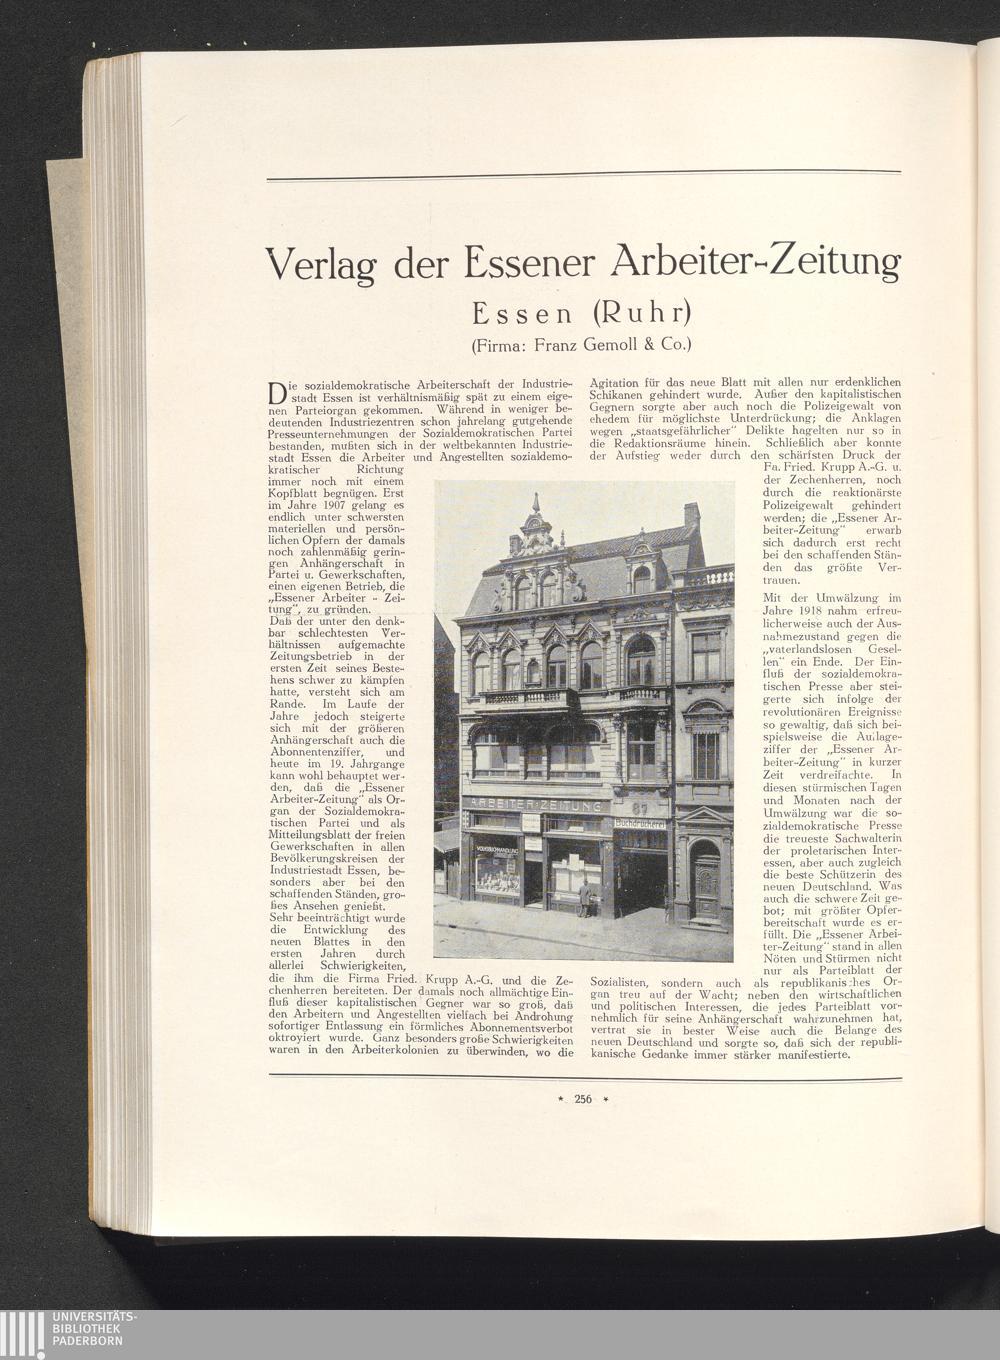 Verlag der Essener Arbeiter-Zeitung
Essen (Ruhr)
(Firma: Franz Gemoll & Co.)
Die sozialdemokratische Arbeiterschaft der Industrie-
stadt Essen ist verhältnismäßig spät zu einem eige-
nen Parteiorgan gekommen. Während in weniger be-
deutenden Industriezentren schon jahrelang gutgehende
Presseunternehmungen der Sozialdemokratischen Partei
bestanden, mußten sich in der weltbekannten Industrie-
stadt Essen die Arbeiter und Angestellten sozialdemo-
kratischer Richtung
immer noch mit einem
Kopfblatt begnügen. Erst
im Jahre 1907 gelang es
endlich unter schwersten
materiellen und persön-
lichen Opfern der damals
noch zahlenmäßig gerin-
gen Anhängerschaft in
Partei u. Gewerkschaften,
einen eigenen Betrieb, die
„Essener Arbeiter - Zei-
tung", zu gründen.
Daß der unter den denk-
bar schlechtesten Ver-
hältnissen aufgemachte
Zeitungsbetrieb in der
ersten Zeit seines Beste-
hens schwer zu kämpfen
hatte, versteht sich am
Rande. Im Laufe der
Jahre jedoch steigerte
sich mit der größeren
Anhängerschaft auch die
Abonnentenziffer, und
heute im 19. Jahrgange
kann wohl behauptet wer-
den, daß die „Essener
Arbeiter-Zeitung" als Or-
gan der Sozialdemokra-
tischen Partei und als
Mitteilungsblatt der freien
Gewerkschaften in allen
Bevölkerungskreisen der
Industriestadt Essen, be-
sonders aber bei den
schaffenden Ständen, gro-
ßes Ansehen genießt.
Sehr beeinträchtigt wurde
die Entwicklung des
neuen Blattes in den
ersten Jahren durch
allerlei Schwierigkeiten,
die ihm die Firma Fried. Krupp A.-G. und die Ze-
chenherren bereiteten. Der damals noch allmächtige Ein-
fluß dieser kapitalistischen Gegner war so groß, daß
den Arbeitern und Angestellten vielfach bei Androhung
sofortiger Entlassung ein förmliches Abonnementsverbot
oktroyiert wurde. Ganz besonders große Schwierigkeiten
waren in den Arbeiterkolonien zu überwinden, wo die
Agitation für das neue Blatt mit allen nur erdenklichen
Schikanen gehindert wurde. Außer den kapitalistischen
Gegnern sorgte aber auch noch die Polizeigewalt von
ehedem für möglichste Unterdrückung; die Anklagen
wegen „staatsgefährlicher" Delikte hagelten nur so in
die Redaktionsräume hinein. Schließlich aber konnte
der Aufstieg weder durch den schärfsten Druck der
Fa. Fried. Krupp A.-G. u.
der Zechenherren, noch
durch die reaktionärste
Polizeigewalt gehindert
werden; die „Essener Ar-
beiter-Zeitung" erwarb
sich dadurch erst recht
bei den schaffenden Stän-
den das größte Ver-
trauen.
Mit der Umwälzung im
Jahre 1918 nahm erfreu-
licherweise auch der Aus-
nahmezustand gegen die
„vaterlandslosen Gesel-
len" ein Ende. Der Ein-
fluß der sozialdemokra-
tischen Presse aber stei-
gerte sich infolge der
revolutionären Ereignisse
so gewaltig, daß sich bei-
spielsweise die Auflage-
ziffer der „Essener Ar-
beiter-Zeitung" in kurzer
Zeit verdreifachte. In
diesen stürmischen Tagen
und Monaten nach der
Umwälzung war die so-
zialdemokratische Presse
die treueste Sachwalterin
der proletarischen Inter-
essen, aber auch zugleich
die beste Schützerin des
neuen Deutschland. Was
auch die schwere Zeit ge-
bot; mit größter Opfer-
bereitschaft wurde es er-
füllt. Die „Essener Arbei-
ter-Zeitung" stand in allen
Nöten und Stürmen nicht
nur als Parteiblatt der
Sozialisten, sondern auch als republikanisches Or-
gan treu auf der Wacht; neben den wirtschaftlichen
und politischen Interessen, die jedes Parteiblatt vor-
nehmlich für seine Anhängerschaft wahrzunehmen hat,
vertrat sie in bester Weise auch die Belange des
neuen Deutschland und sorgte so, daß sich der republi-
kanische Gedanke immer stärker manifestierte.
ARBEITER-ZEITUNG
87
Buchdruckerei
VOLKSBUCHHANDLUNG
* 256 *
UNIVERSITÄTS-
BIBLIOTHEK
PADERBORN